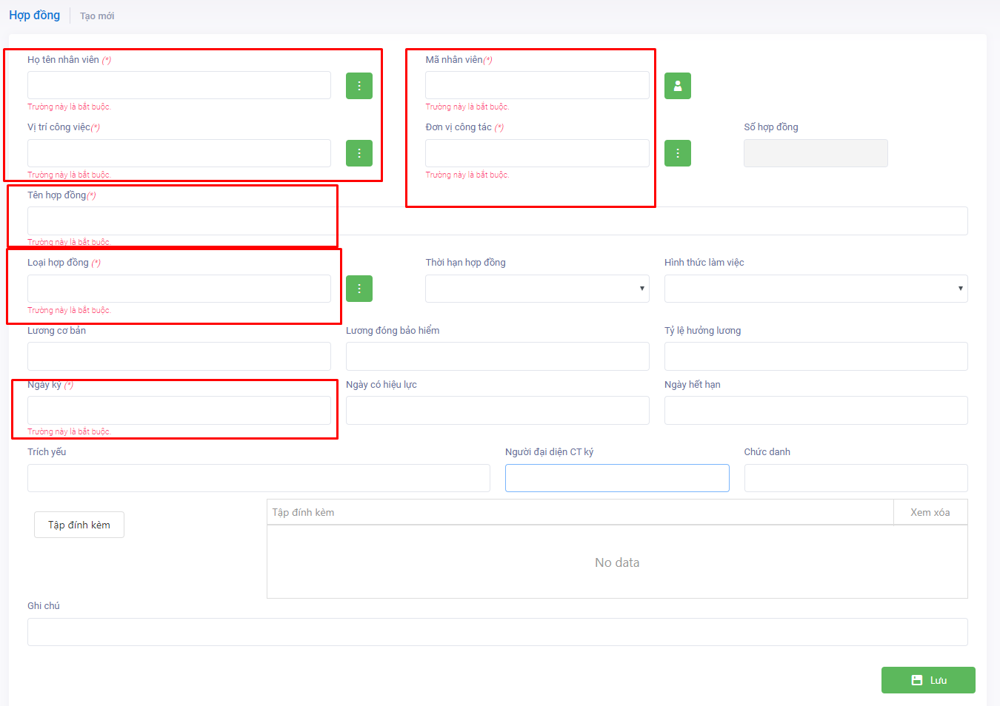 Hợp đồng
Tạo mới
Họ tên nhân viên (*)
Mã nhân viên(*)
Trường này là bắt buộc.
Trường này là bắt buộc.
Vị trí công việc(*)
Đơn vị công tác (*)
Số hợp đồng
Trường này là bắt buộc.
Trường này là bắt buộc.
Tên hợp đồng(*)
Trường này là bắt buộc.
Loại hợp đồng (*)
Thời hạn hợp đồng
Hình thức làm việc
Trường này là bắt buộc.
Lương cơ bản
Lương đóng bảo hiểm
Tỷ lệ hưởng lương
Ngày ký (*)
Ngày có hiệu lực
Ngày hết hạn
Trường này là bắt buộc.
Trích yếu
Người đại diện CT ký
Chức danh
Tập đính kèm
Tập đính kèm
Xem xóa
No data
Ghi chú
Lưu